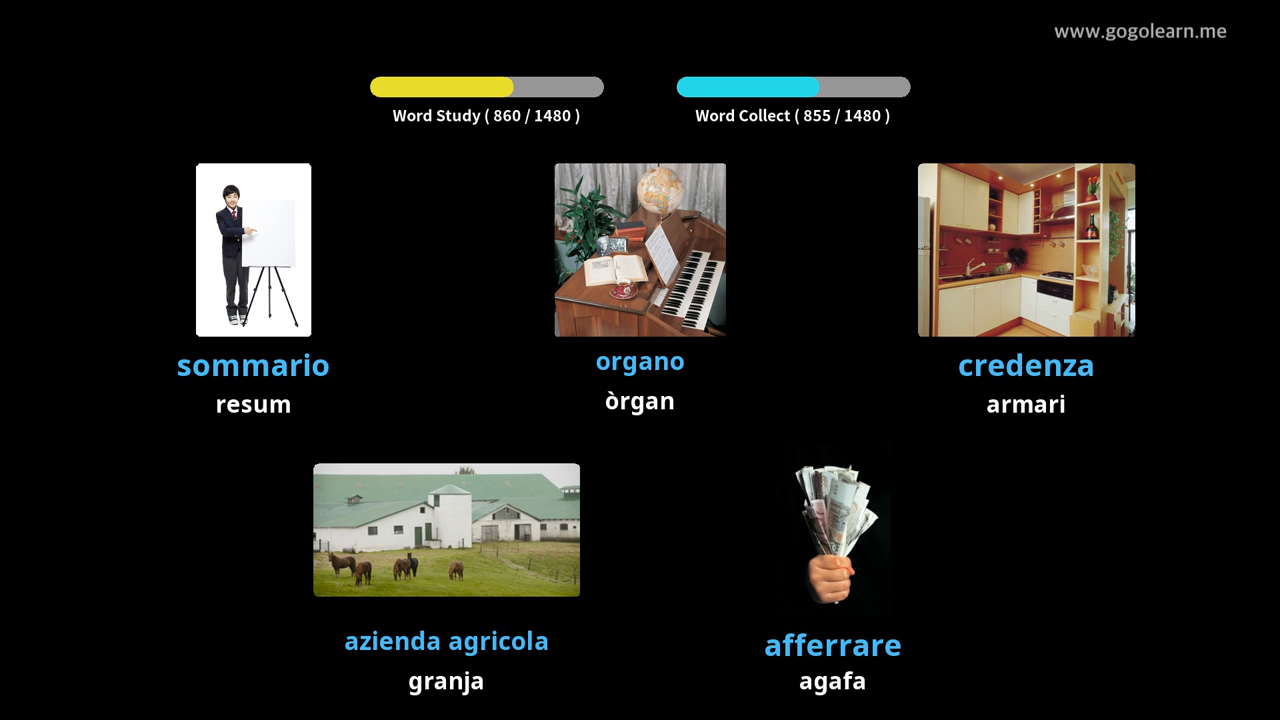 www.gogolearn.me
Word Study ( 860 / 1480 )
Word Collect ( 855 / 1480 )
sommario
resum
organo
òrgan
credenza
armari
azienda agricola
granja
afferrare
agafa